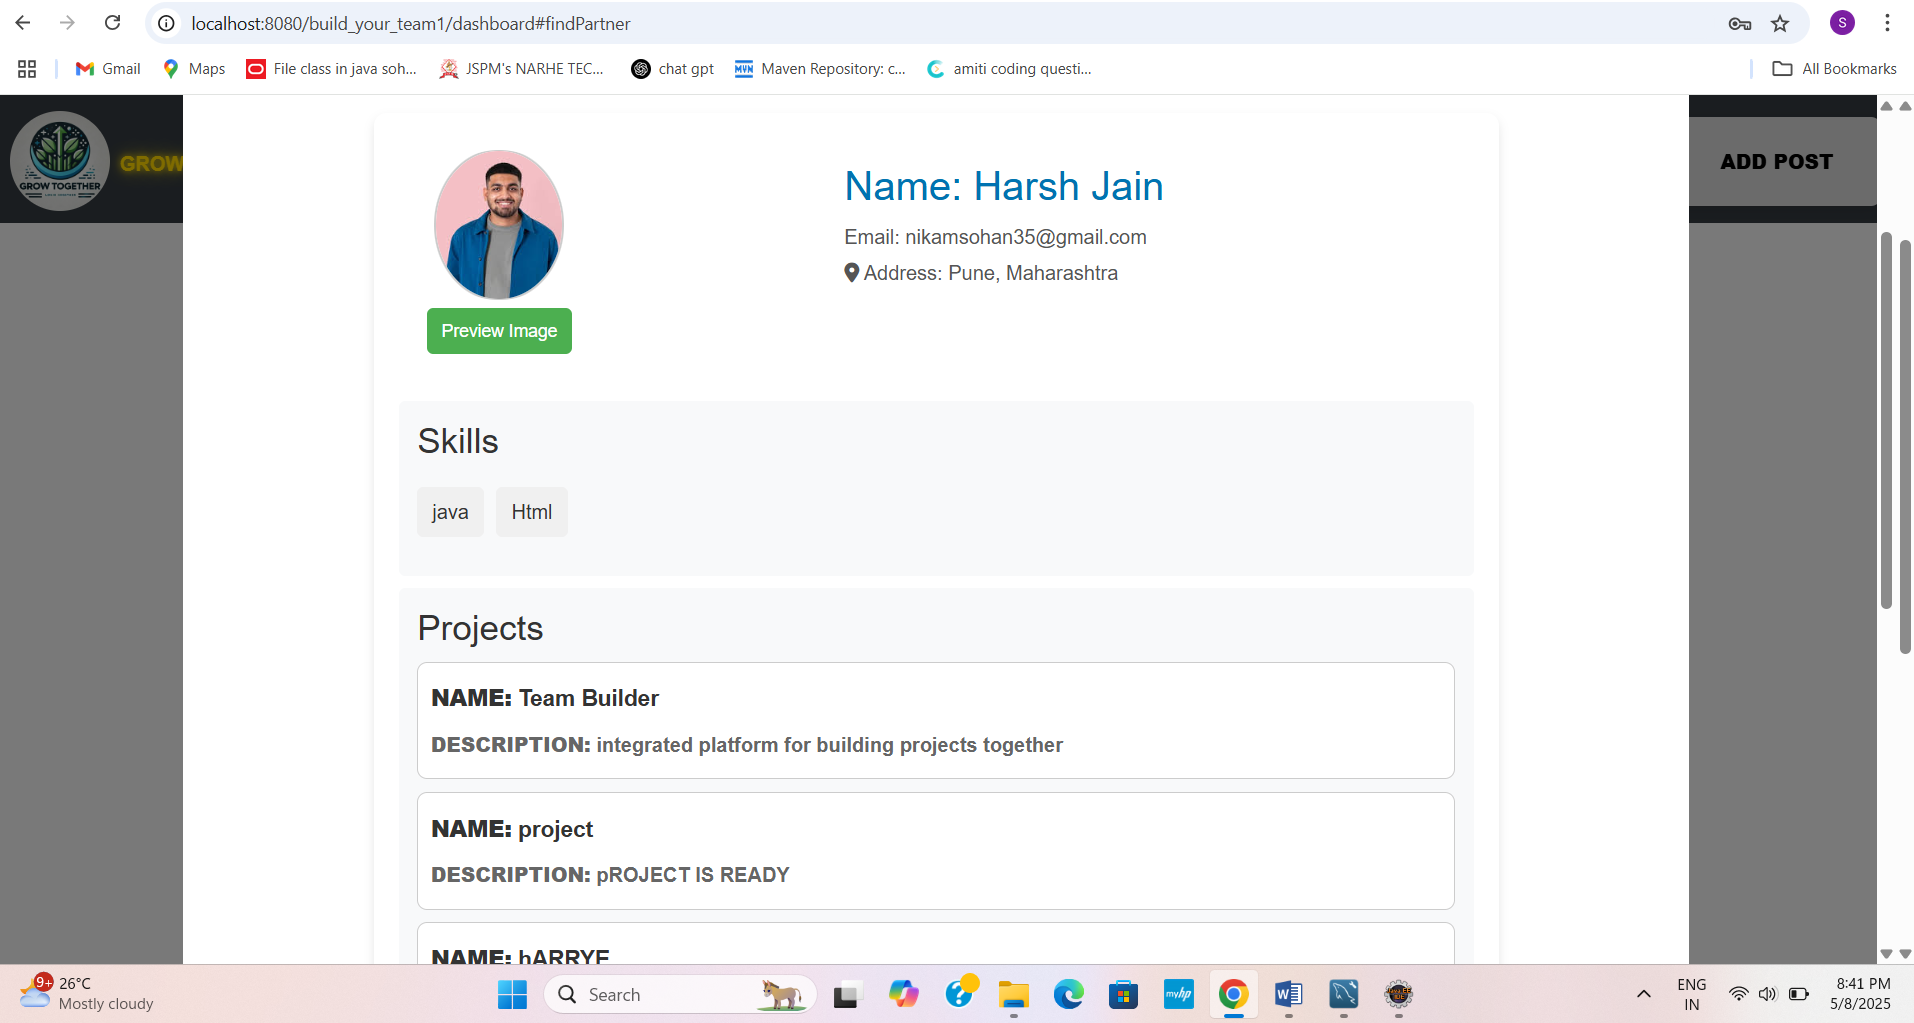 localhost:8080/build_your_team1/dashboard#findPartner
S
Gmail
Maps
File class in java soh...
JSPM's NARHE TEC...
chat gpt
MVN
Maven Repository: c...
amiti coding questi...
All Bookmarks
GROW TOGETHER
GROW
ADD POST
Name: Harsh Jain
Email: nikamsohan35@gmail.com
Address: Pune, Maharashtra
Preview Image
Skills
java
Html
Projects
NAME: Team Builder
DESCRIPTION: integrated platform for building projects together
NAME: project
DESCRIPTION: pROJECT IS READY
NAME: hARRYE
9+
26°C
Mostly cloudy
Search
myhp
ENG
IN
8:41 PM
5/8/2025